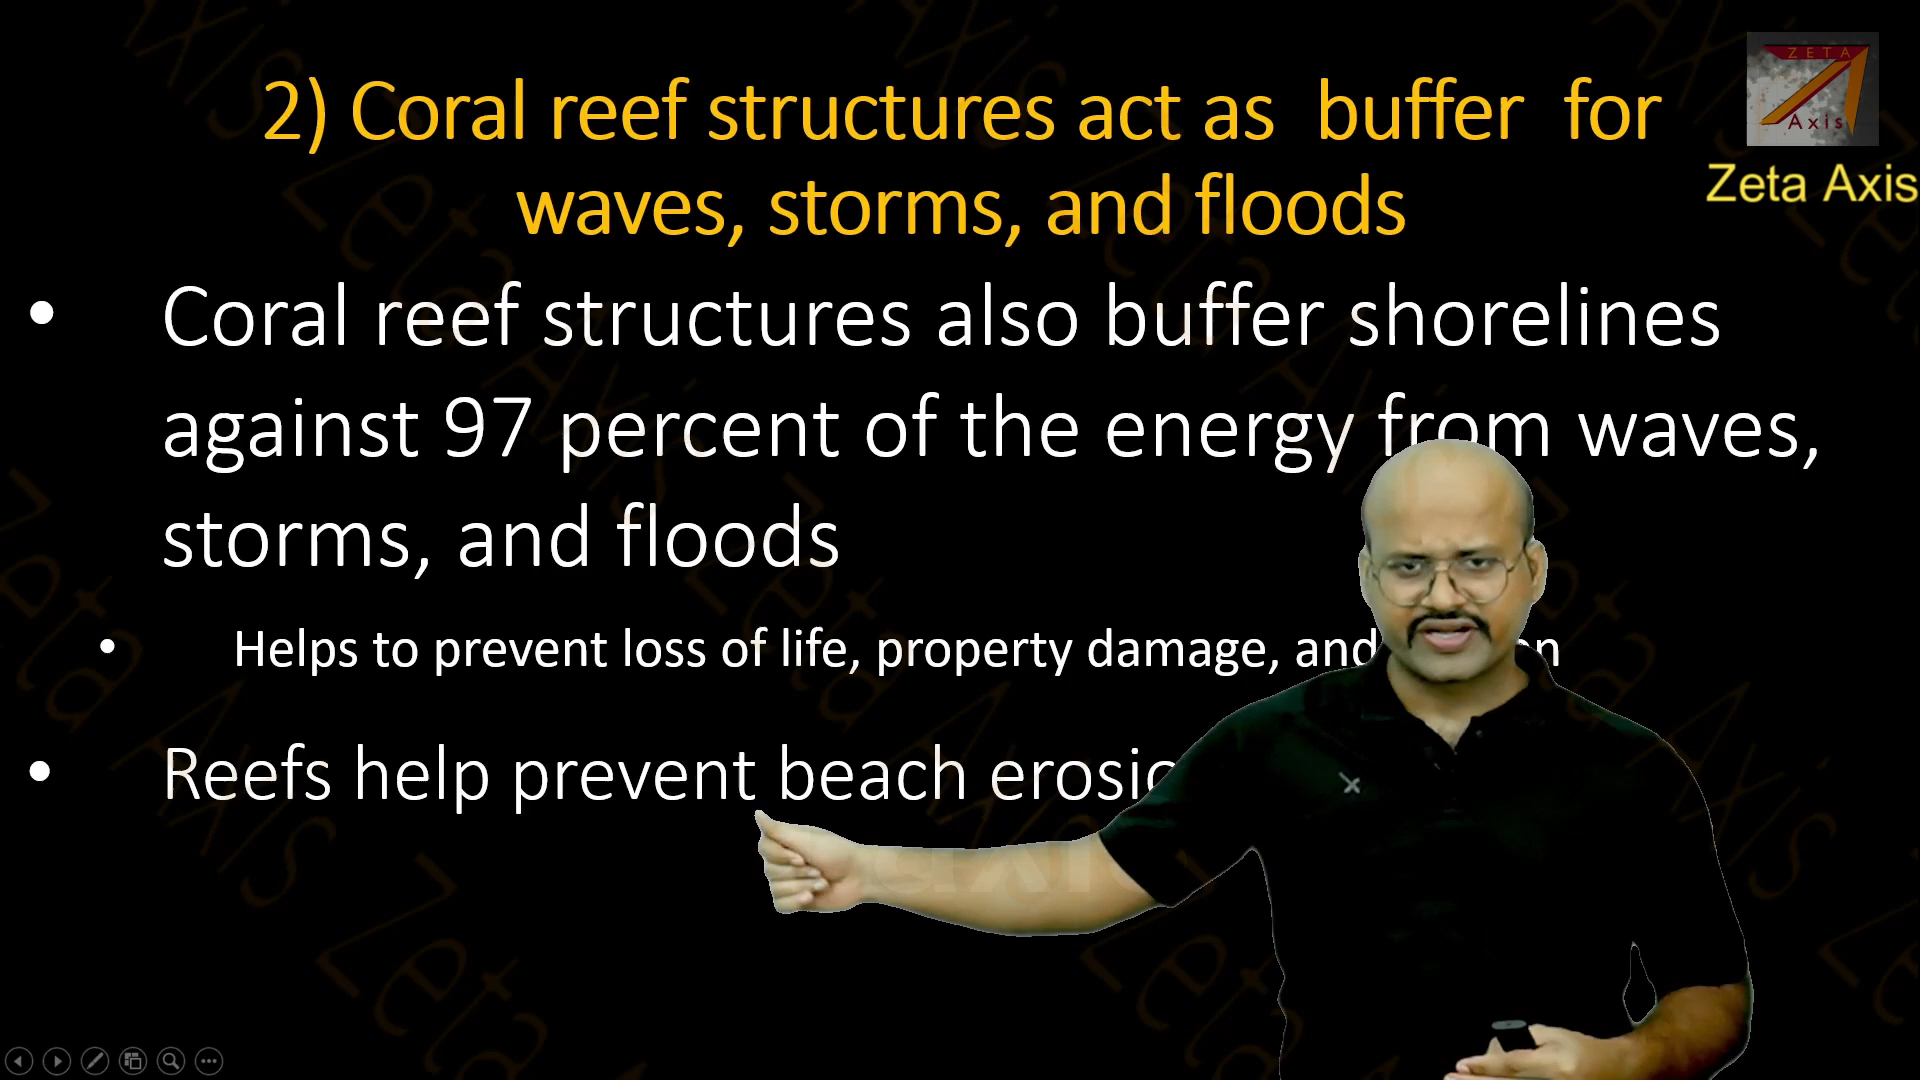 2) Coral reef structures act as buffer for
waves, storms, and floods
ZETA
Axis
Zeta Axis
• Coral reef structures also buffer shorelines
against 97 percent of the energy from waves,
storms, and floods
• Helps to prevent loss of life, property damage, and
• Reefs help prevent beach